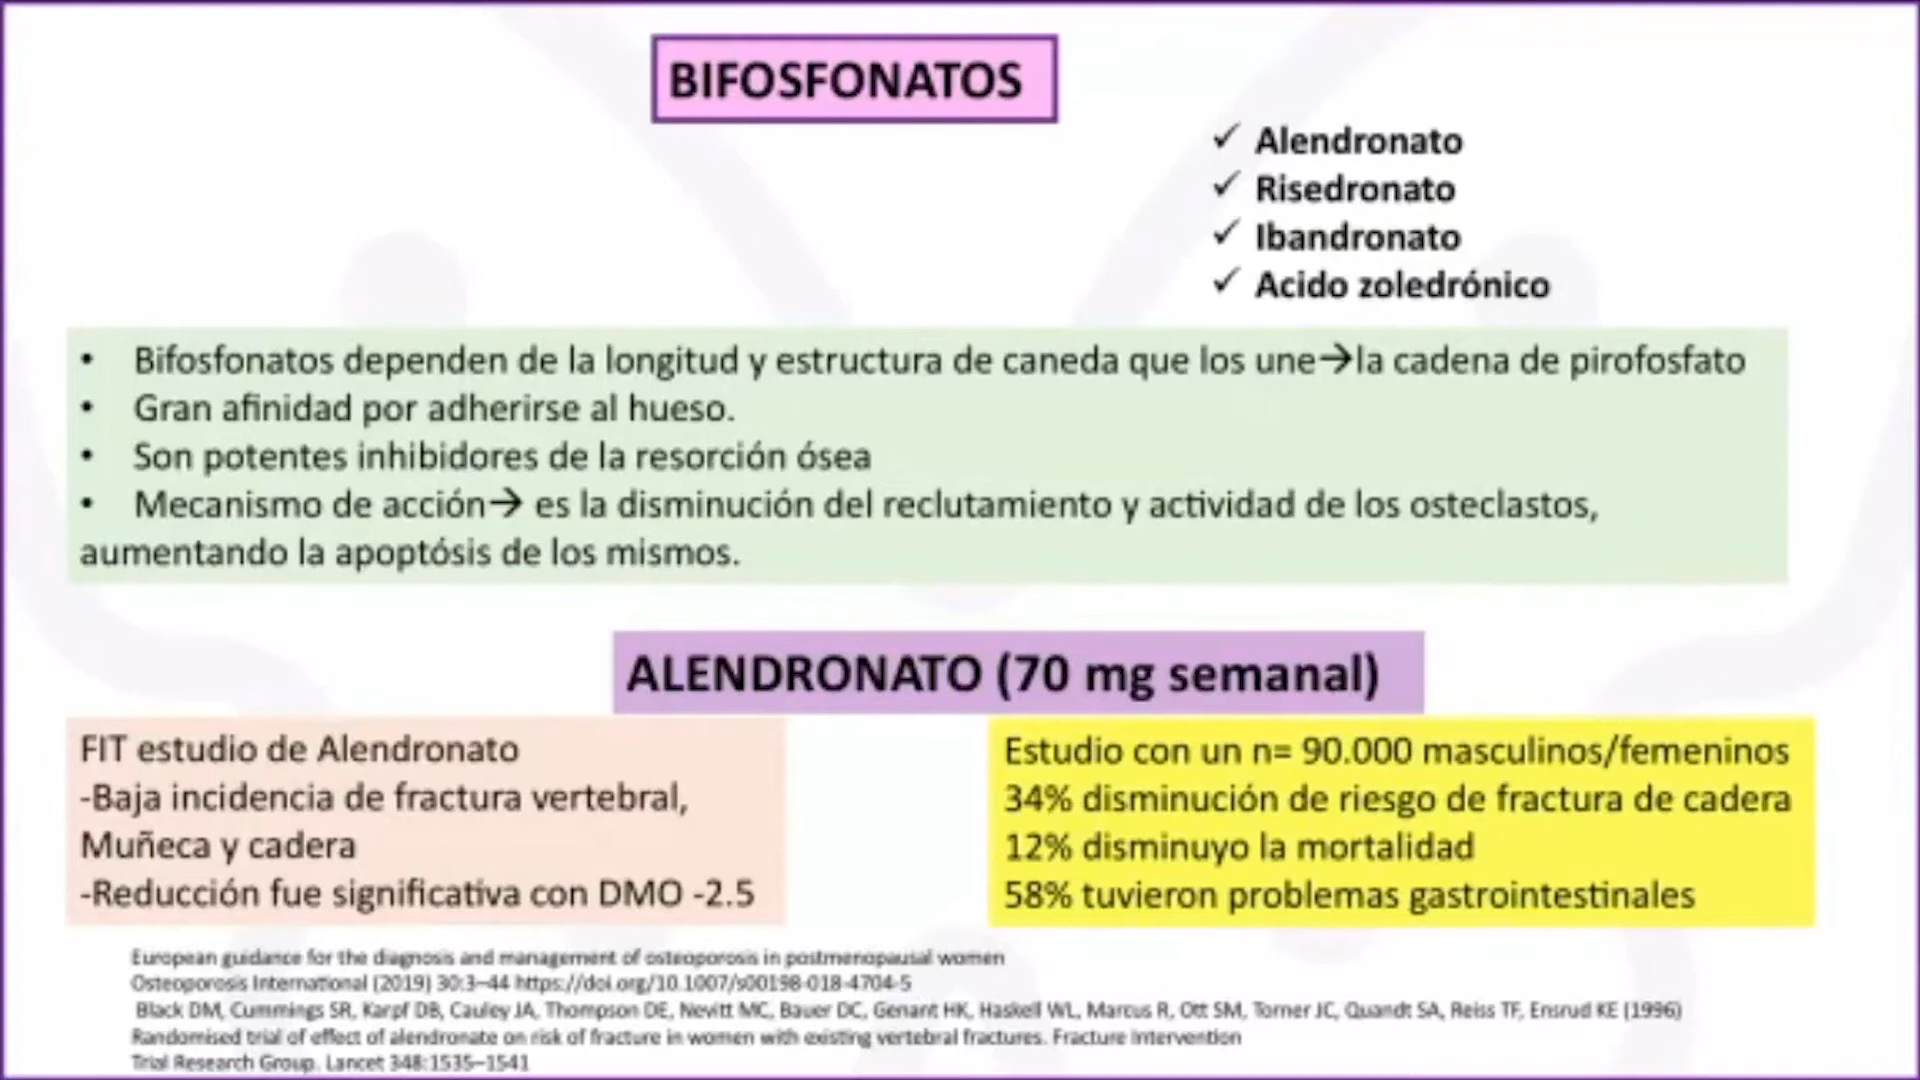 BIFOSFONATOS
✓ Alendronato
✓ Risedronato
✓ Ibandronato
✓ Acido zoledrónico
• Bifosfonatos dependen de la longitud y estructura de caneda que los une→la cadena de pirofosfato
• Gran afinidad por adherirse al hueso.
• Son potentes inhibidores de la resorción ósea
• Mecanismo de acción→ es la disminución del reclutamiento y actividad de los osteclastos,
aumentando la apoptósis de los mismos.
ALENDRONATO (70 mg semanal)
FIT estudio de Alendronato
-Baja incidencia de fractura vertebral,
Muñeca y cadera
-Reducción fue significativa con DMO -2.5
Estudio con un n= 90.000 masculinos/femeninos
34% disminución de riesgo de fractura de cadera
12% disminuyo la mortalidad
58% tuvieron problemas gastrointestinales
European guidance for the diagnosis and management of osteoporosis in postmenopausal women
Osteoporosis International (2019) 30:3–44 https://doi.org/10.1007/s00198-018-4704-5
Black DM, Cummings SR, Karpf DB, Cauley JA, Thompson DE, Nevitt MC, Bauer DC, Genant HK, Haskell WL, Marcus R, Ott SM, Torner JC, Quandt SA, Reiss TF, Ensrud KE (1996)
Randomised trial of effect of alendronate on risk of fracture in women with existing vertebral fractures. Fracture Intervention
Trial Research Group. Lancet 348:1535–1541